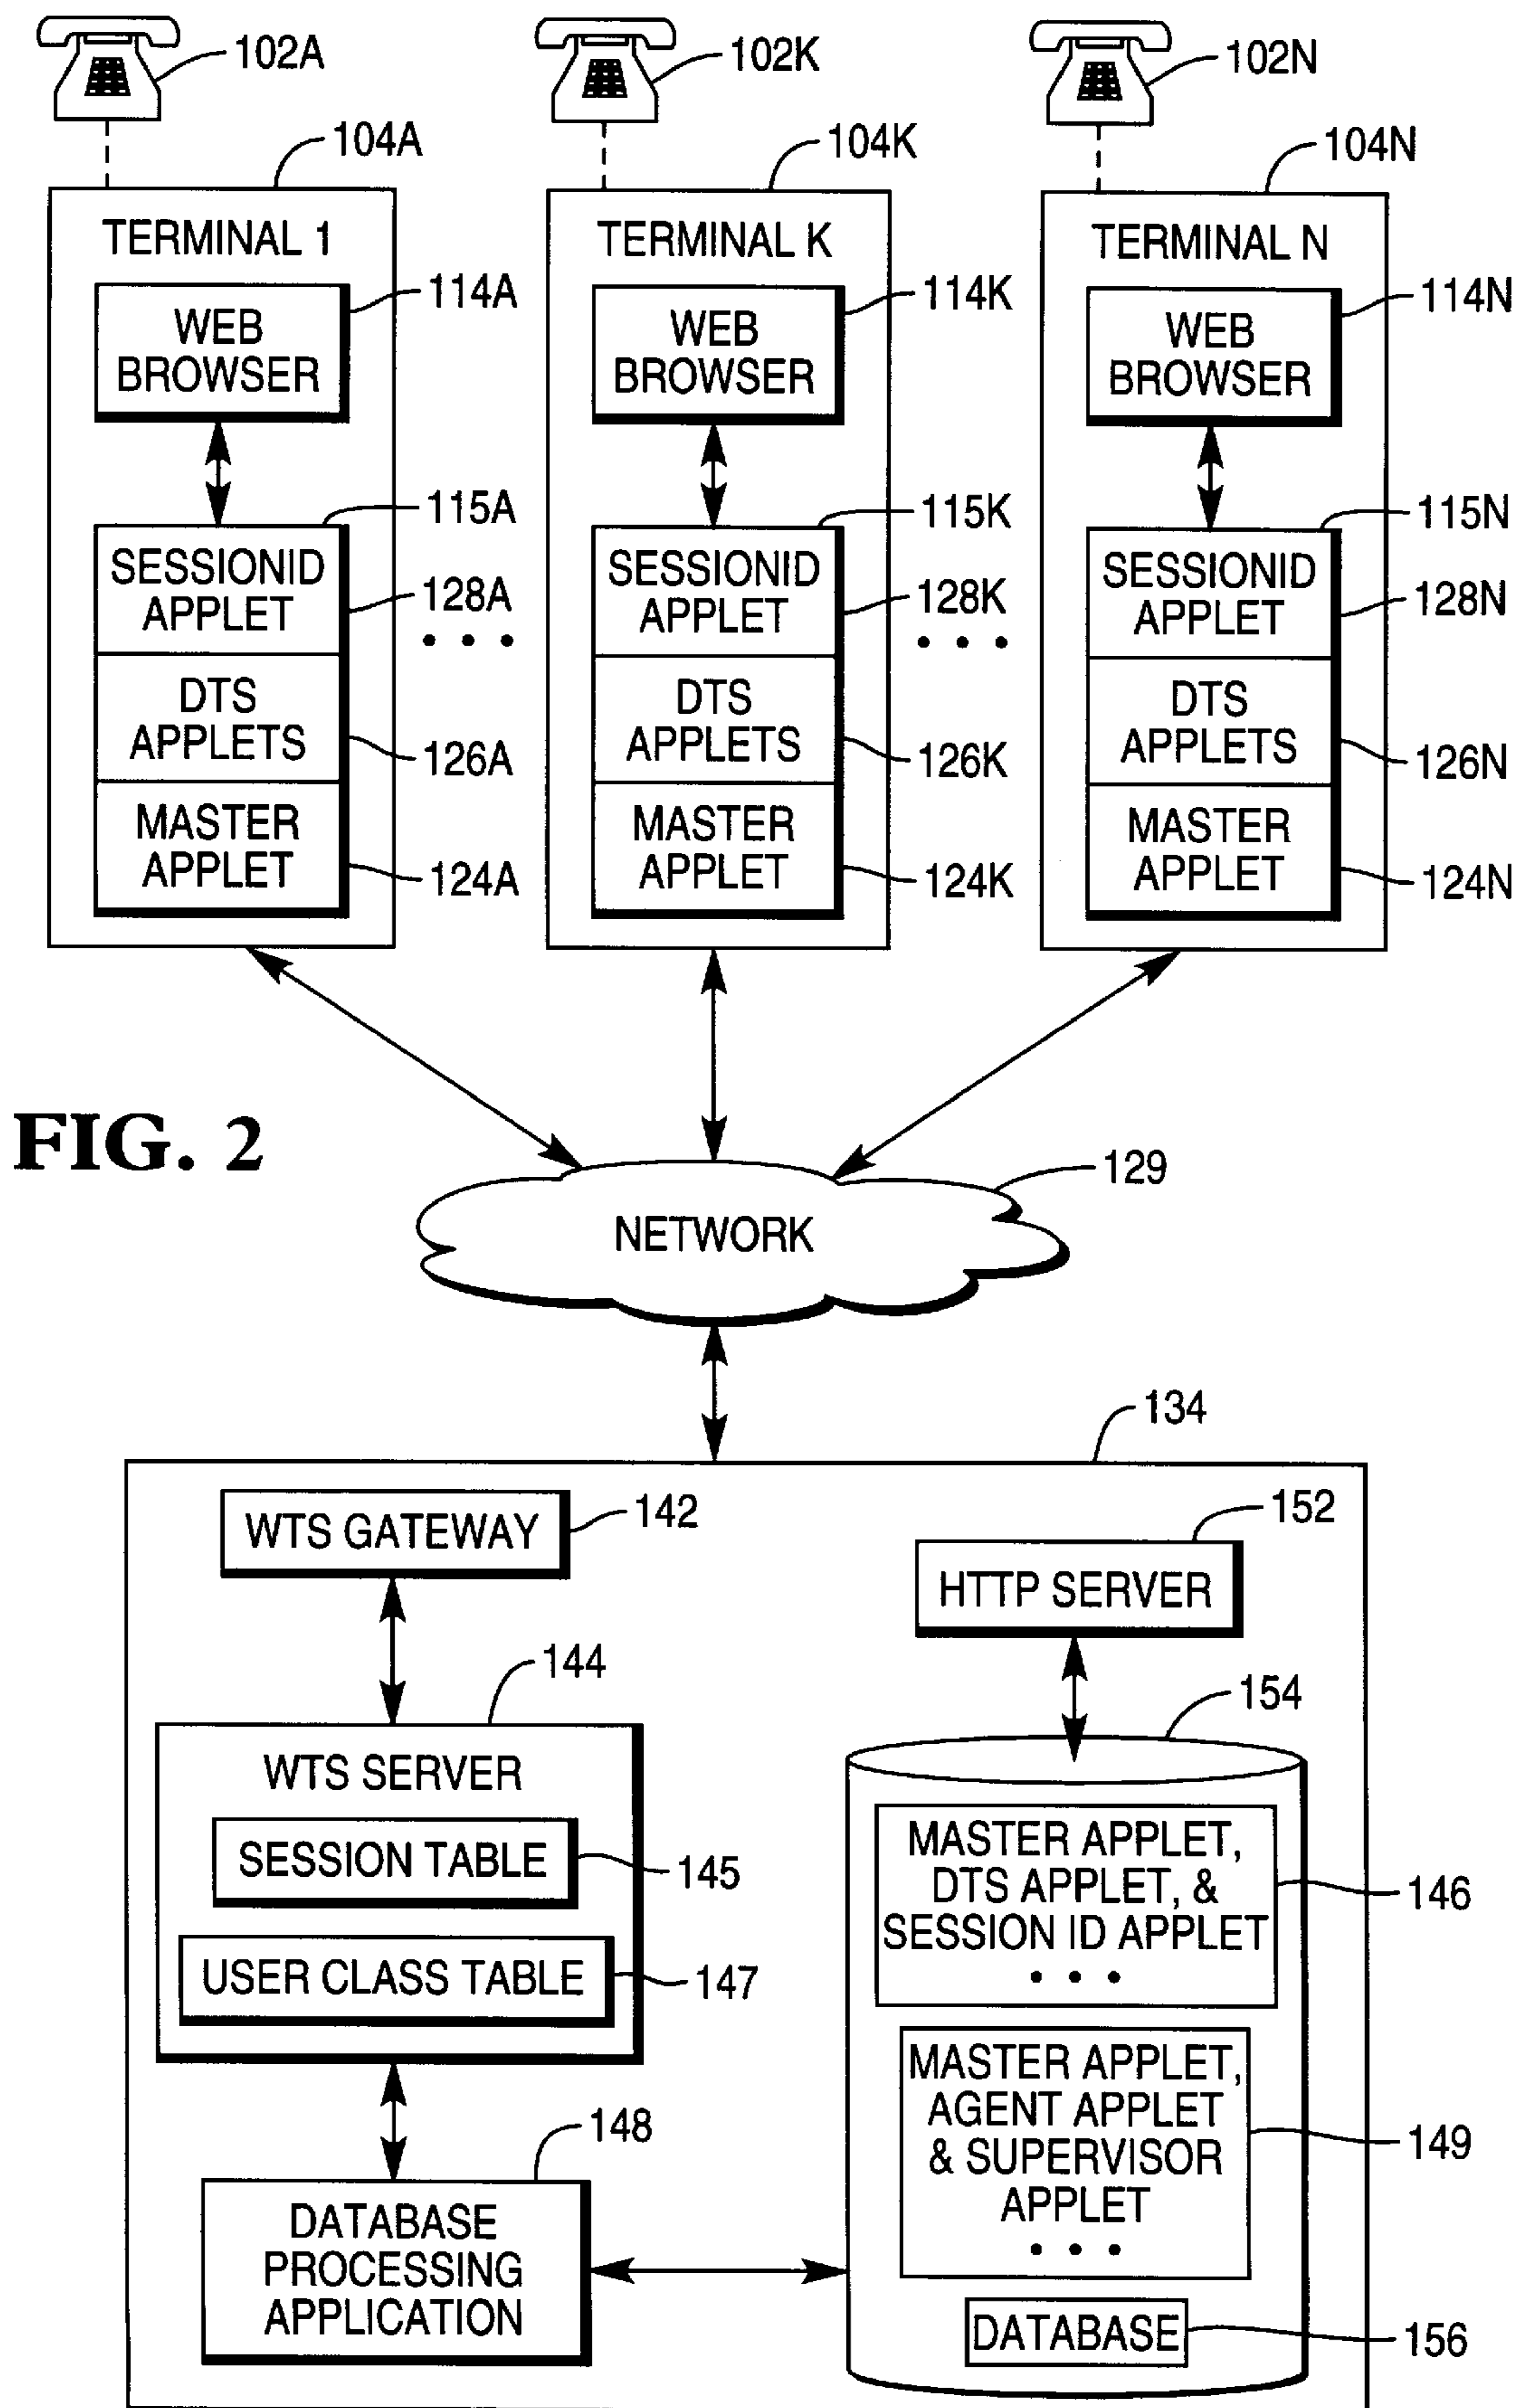 102A
102K
102N
104A
104K
104N
TERMINAL 1
TERMINAL K
TERMINAL N
WEB
BROWSER
114A
WEB
BROWSER
114K
WEB
BROWSER
114N
115A
115K
115N
SESSIONID
APPLET
128A
SESSIONID
APPLET
128K
SESSIONID
APPLET
128N
• • •
• • •
DTS
APPLETS
126A
DTS
APPLETS
126K
DTS
APPLETS
126N
MASTER
APPLET
124A
MASTER
APPLET
124K
MASTER
APPLET
124N
FIG. 2
129
NETWORK
134
WTS GATEWAY
142
152
HTTP SERVER
144
154
WTS SERVER
SESSION TABLE
145
USER CLASS TABLE
147
MASTER APPLET,
DTS APPLET, &
SESSION ID APPLET
• • •
146
MASTER APPLET,
AGENT APPLET
& SUPERVISOR
APPLET
• • •
149
148
DATABASE
PROCESSING
APPLICATION
DATABASE
156